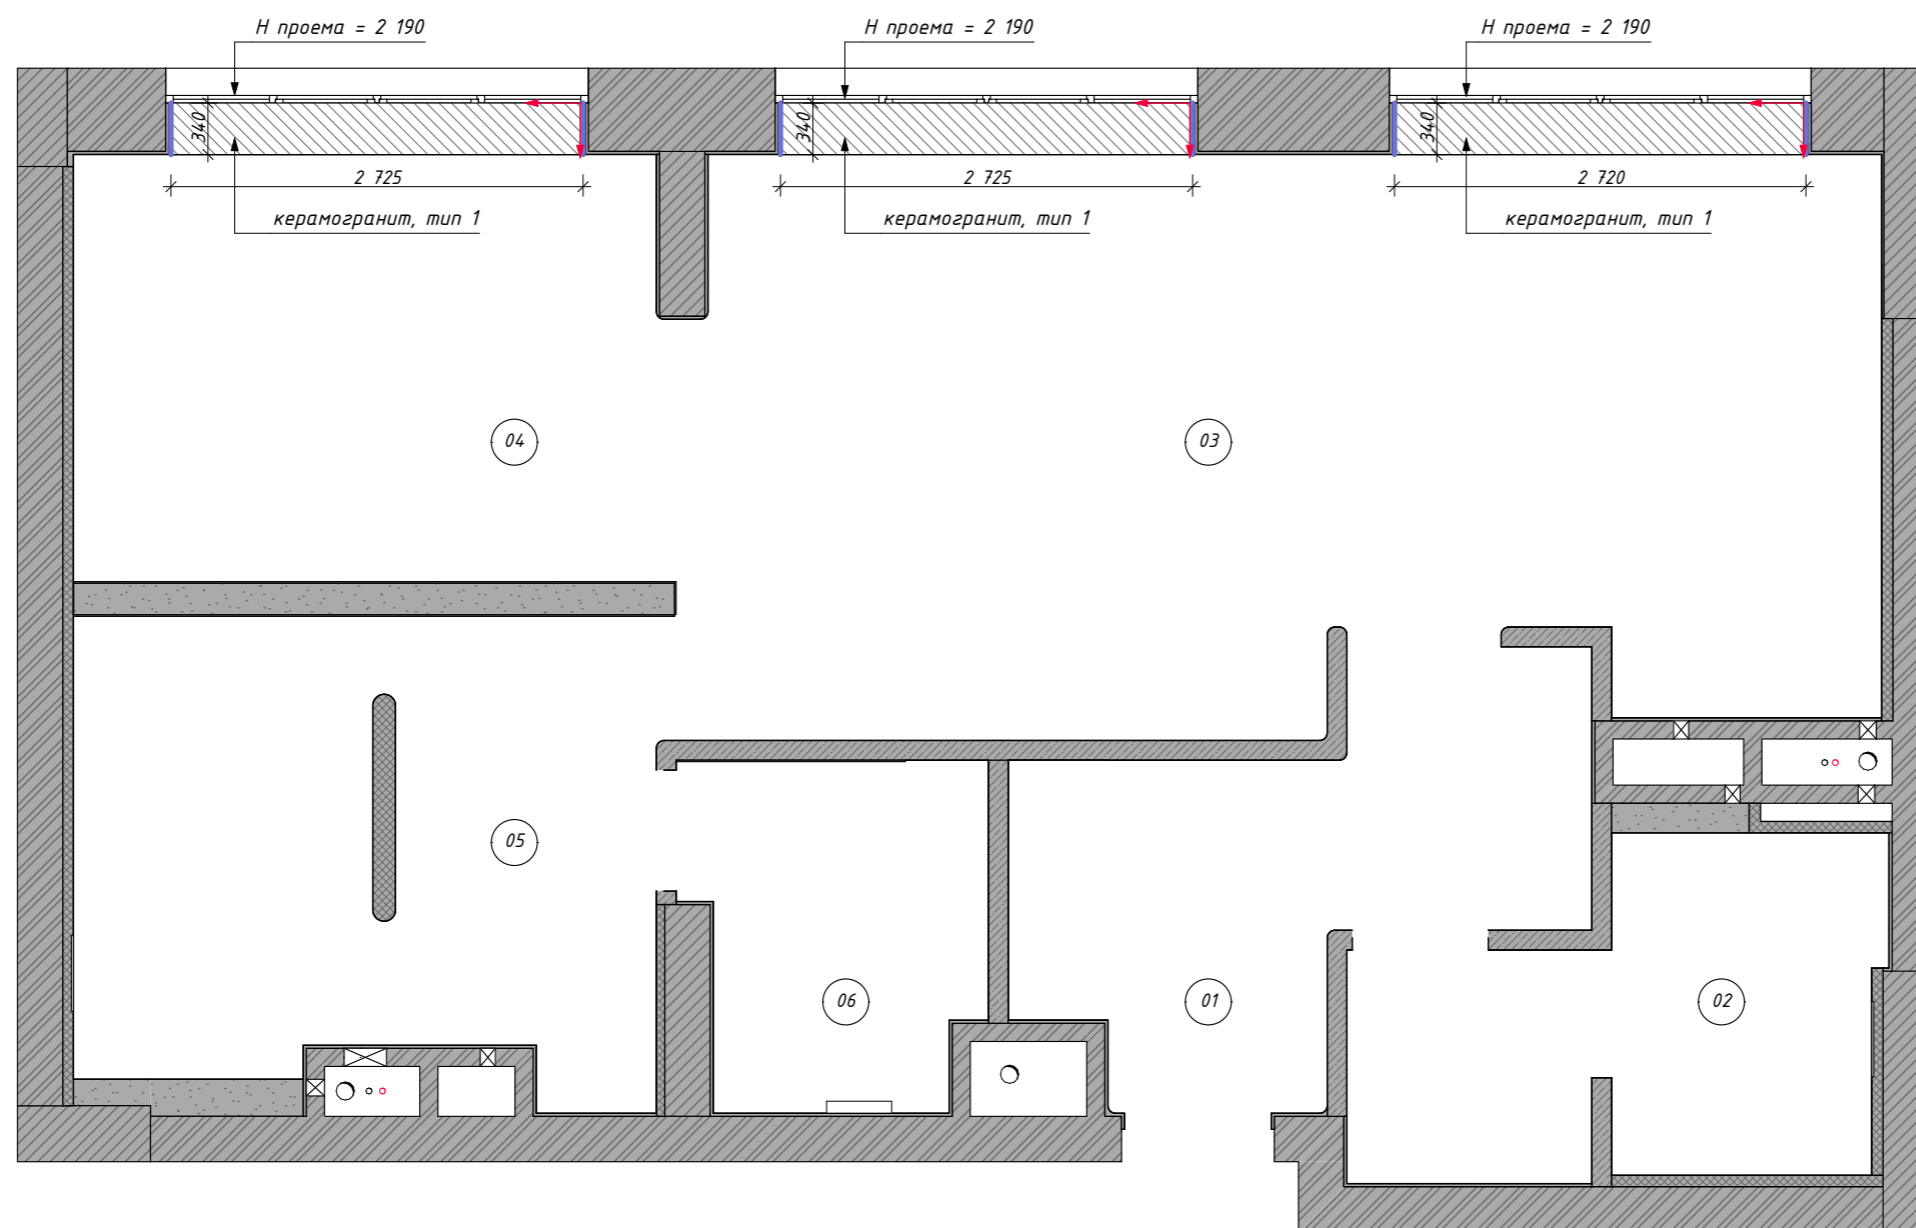 H проема = 2 190
H проема = 2 190
H проема = 2 190
340
340
340
2 725
2 725
2 720
керамогранит, тип 1
керамогранит, тип 1
керамогранит, тип 1
04
03
05
06
01
02